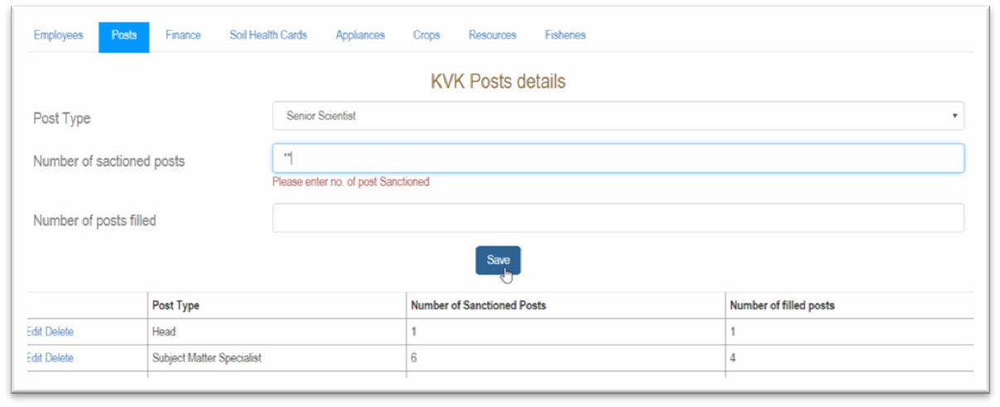 Employees Posts Finance Soil Health Cards Appliances Crops Resources Fisheries
KVK Posts details
Post Type Senior Scientist
Number of sactioned posts ""
Please enter no. of post Sanctioned
Number of posts filled
Save
Post Type Number of Sanctioned Posts Number of filled posts
Edit Delete Head 1 1
Edit Delete Subject Matter Specialist 6 4